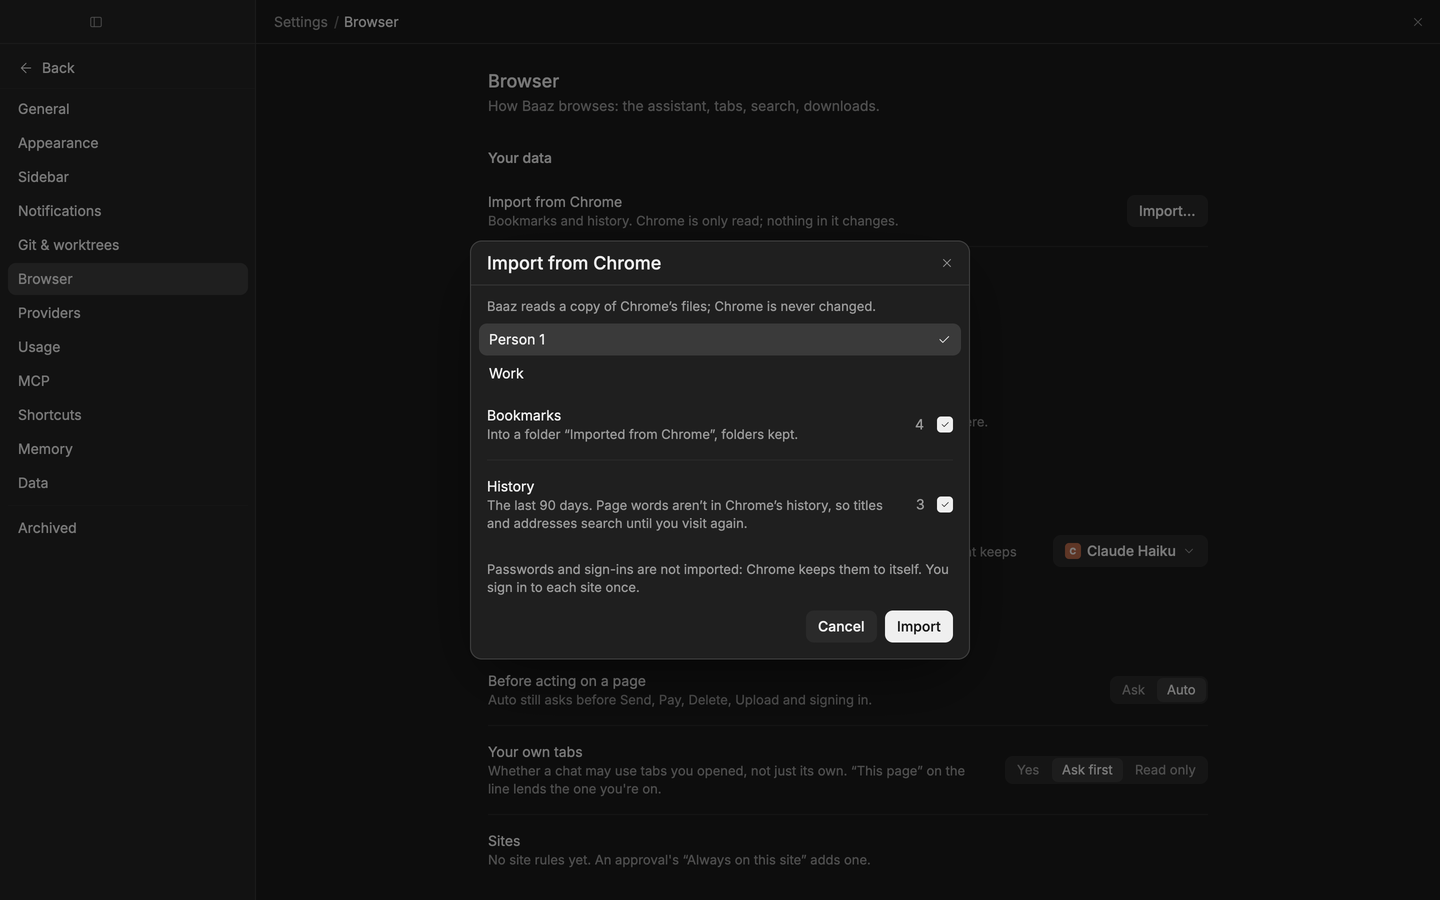 Settings / Browser
Back
General
Appearance
Sidebar
Notifications
Git & worktrees
Browser
Providers
Usage
MCP
Shortcuts
Memory
Data
Archived
Browser
How Baaz browses: the assistant, tabs, search, downloads.
Your data
Import from Chrome
Bookmarks and history. Chrome is only read; nothing in it changes.
Import...
Import from Chrome
Baaz reads a copy of Chrome’s files; Chrome is never changed.
Person 1
Work
Bookmarks
Into a folder “Imported from Chrome”, folders kept.
4
History
The last 90 days. Page words aren’t in Chrome’s history, so titles
and addresses search until you visit again.
3
Passwords and sign-ins are not imported: Chrome keeps them to itself. You
sign in to each site once.
Cancel
Import
keeps
C Claude Haiku
Before acting on a page
Auto still asks before Send, Pay, Delete, Upload and signing in.
Ask
Auto
Your own tabs
Whether a chat may use tabs you opened, not just its own. “This page” on the
line lends the one you're on.
Yes
Ask first
Read only
Sites
No site rules yet. An approval's “Always on this site” adds one.